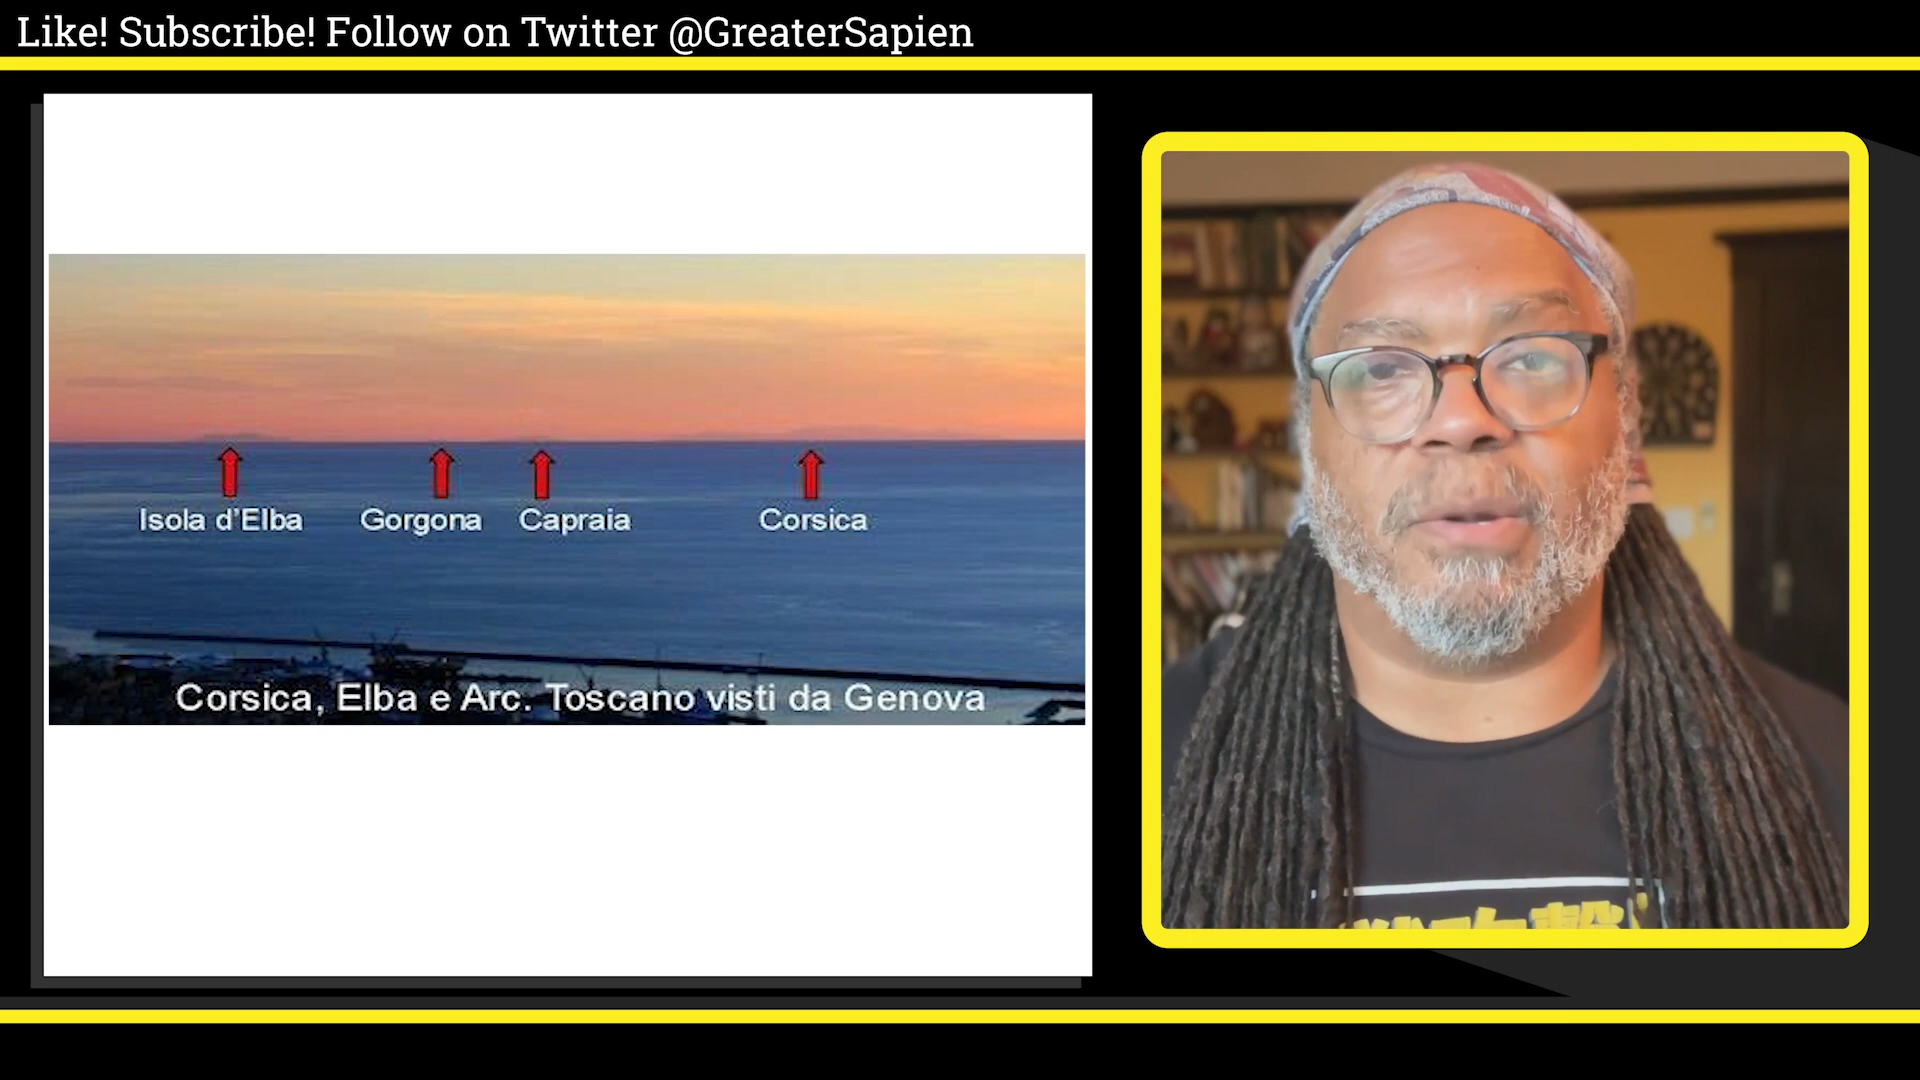 Like! Subscribe! Follow on Twitter @GreaterSapien
Isola d'Elba
Gorgona
Capraia
Corsica
Corsica, Elba e Arc. Toscano visti da Genova